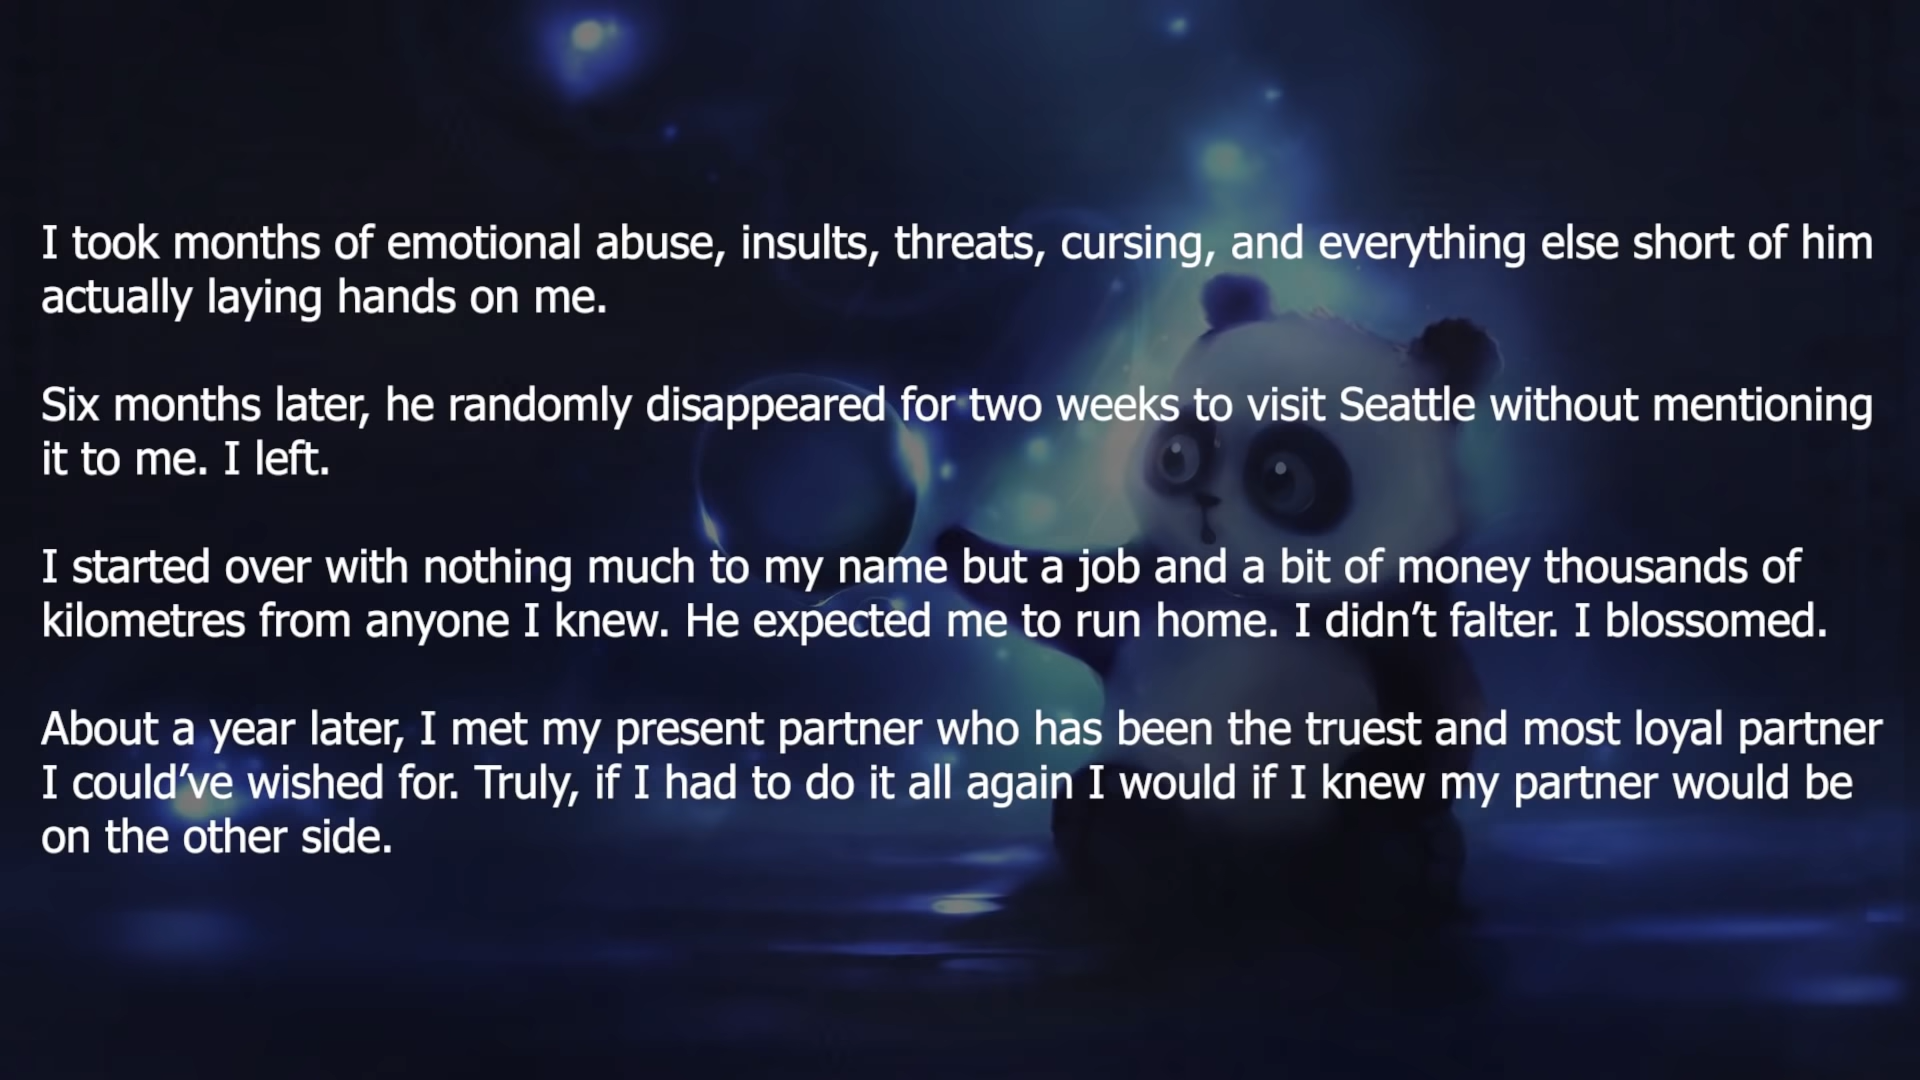 I took months of emotional abuse, insults, threats, cursing, and everything else short of him
actually laying hands on me.
Six months later, he randomly disappeared for two weeks to visit Seattle without mentioning
it to me. I left.
I started over with nothing much to my name but a job and a bit of money thousands of
kilometres from anyone I knew. He expected me to run home. I didn’t falter. I blossomed.
About a year later, I met my present partner who has been the truest and most loyal partner
I could’ve wished for. Truly, if I had to do it all again I would if I knew my partner would be
on the other side.